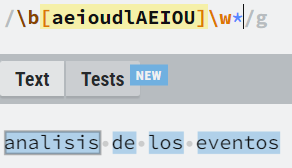 /\b[aeioudlAEIOU]\w*/g
Text Tests NEW
analisis de los eventos